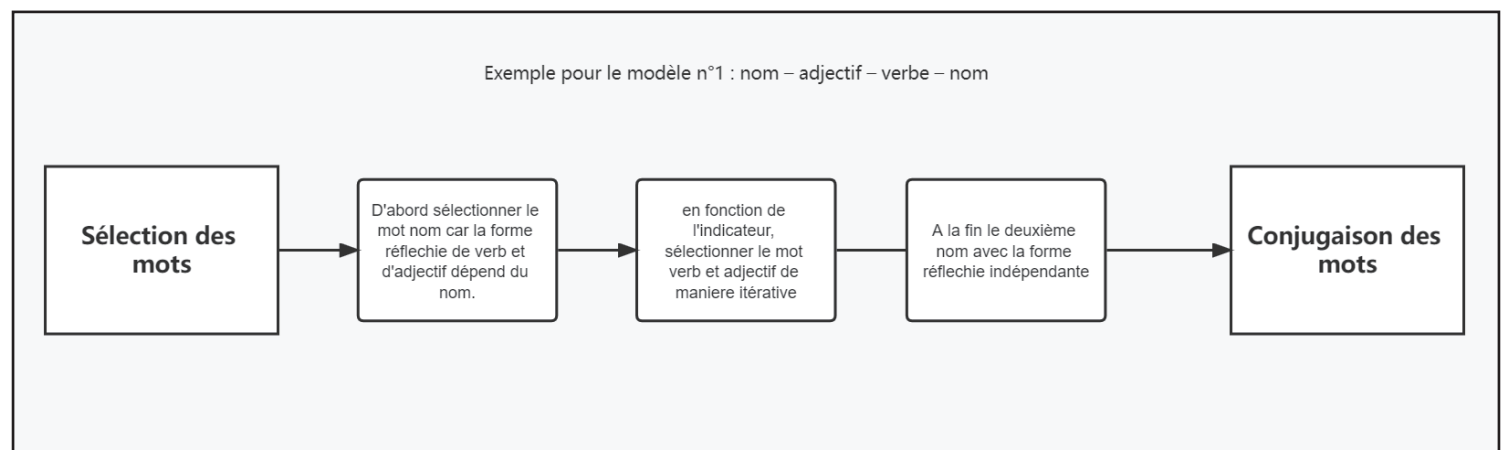 Exemple pour le modèle n°1 : nom – adjectif – verbe – nom
Sélection des
mots
D'abord sélectionner le
mot nom car la forme
réflechie de verb et
d'adjectif dépend du
nom.
en fonction de
l'indicateur,
sélectionner le mot
verb et adjectif de
maniere itérative
A la fin le deuxième
nom avec la forme
réflechie indépendante
Conjugaison des
mots